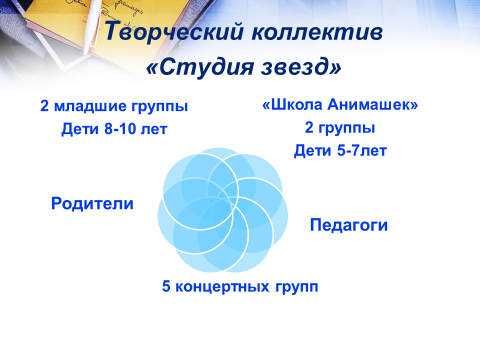 Творческий коллектив
«Студия звезд»
2 младшие группы
Дети 8-10 лет
«Школа Анимашек»
2 группы
Дети 5-7лет
Родители
Педагоги
5 концертных групп